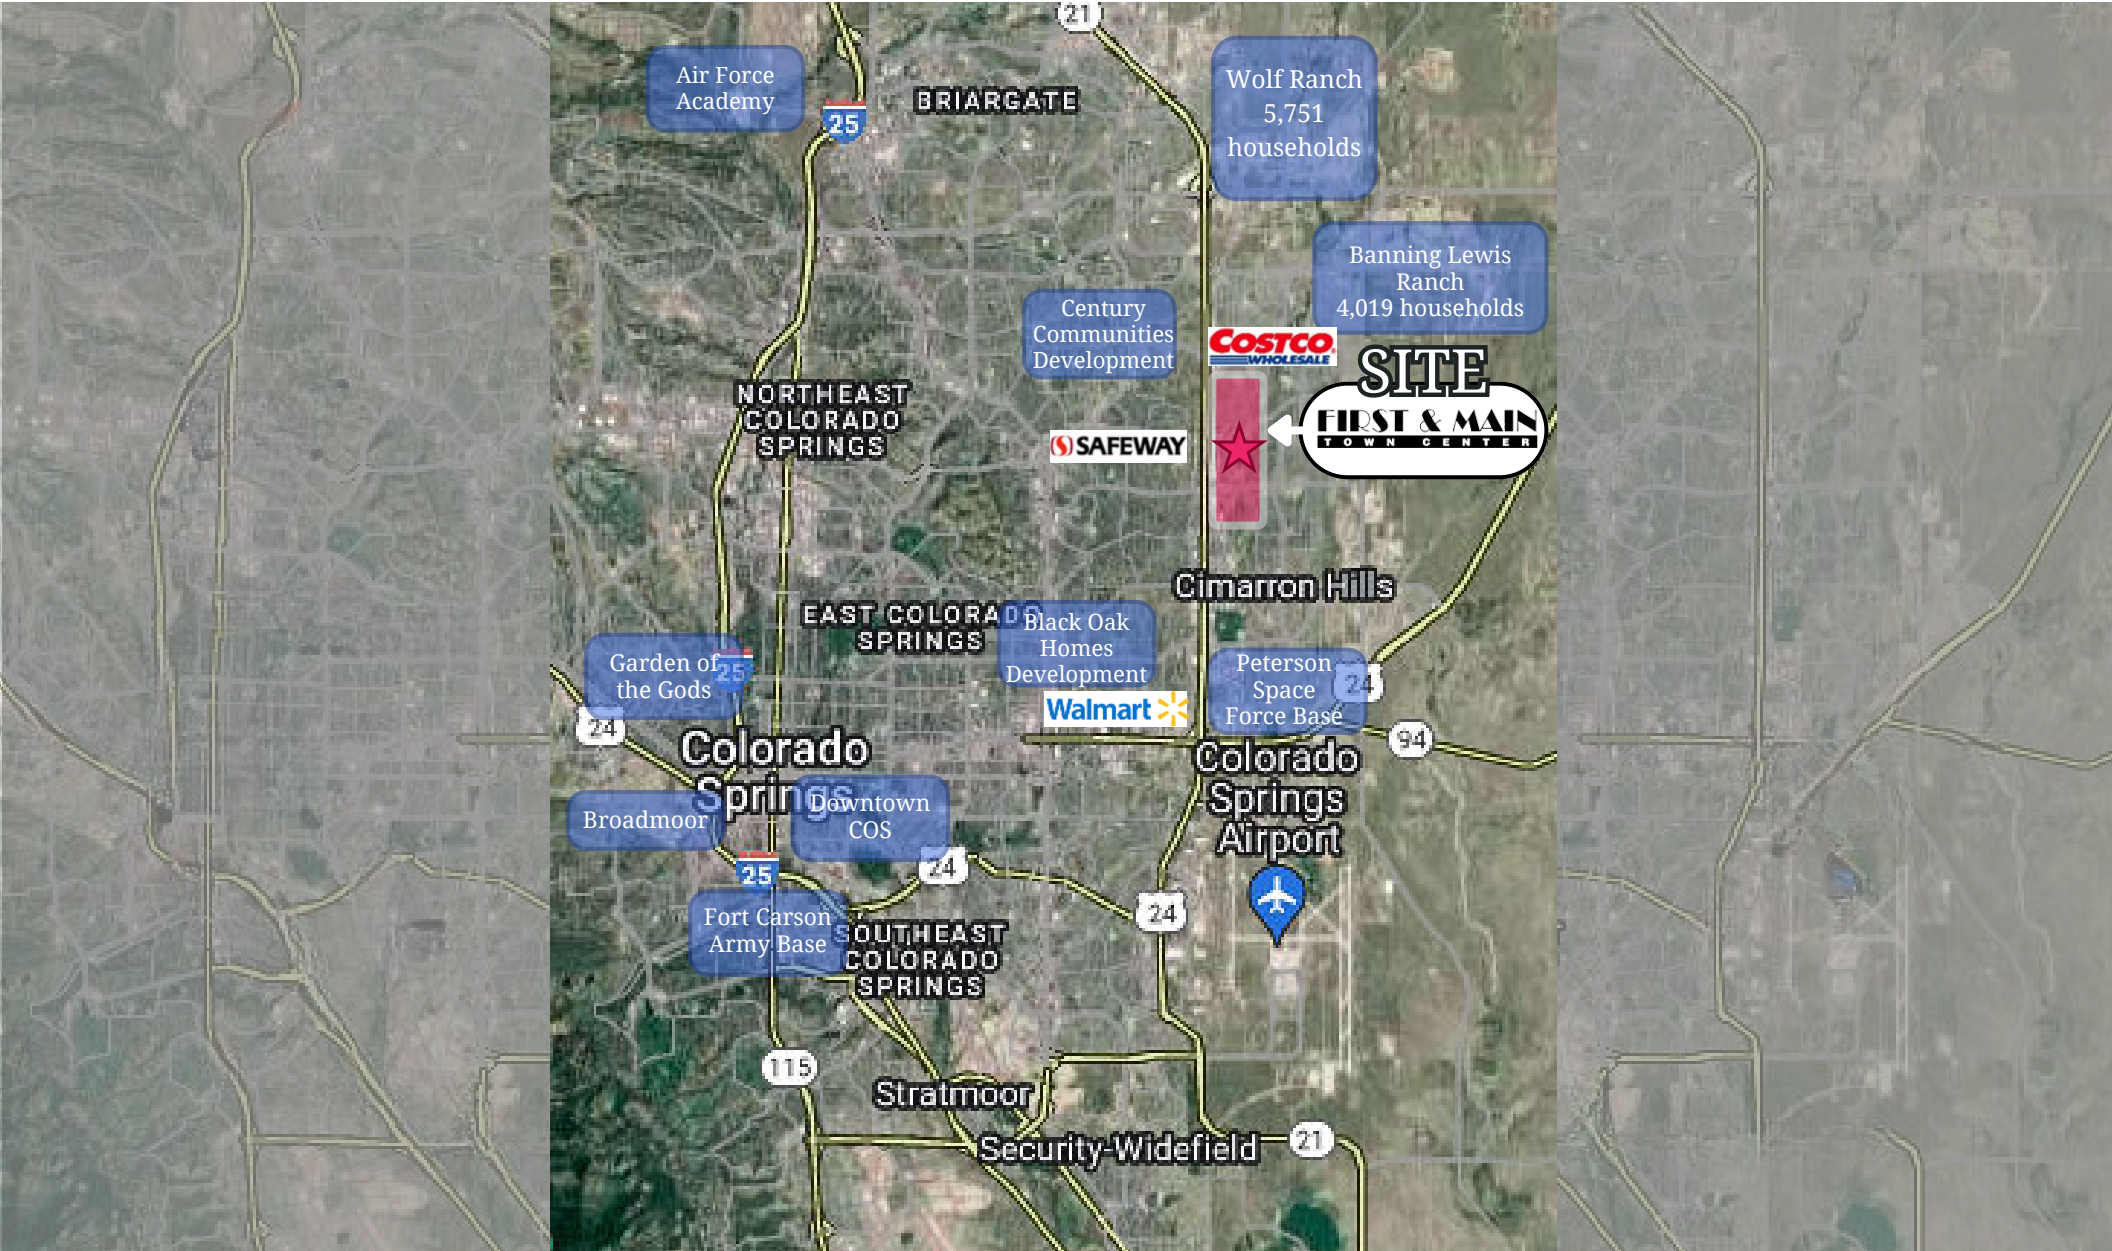 21
Air Force
Academy
25
BRIARGATE
Wolf Ranch
5,751
households
Banning Lewis
Ranch
4,019 households
Century
Communities
Development
COSTCO
WHOLESALE
SITE
FIRST & MAIN
TOWN CENTER
NORTHEAST
COLORADO
SPRINGS
SAFEWAY
Cimarron Hills
EAST COLORADO
SPRINGS
Black Oak
Homes
Development
Garden of
the Gods
25
Peterson
Space
Force Base
24
Walmart
24
94
Colorado
Springs
Colorado
Springs
Airport
Broadmoor
Downtown
COS
25
24
24
Fort Carson
Army Base
SOUTHEAST
COLORADO
SPRINGS
115
Stratmoor
Security-Widefield
21